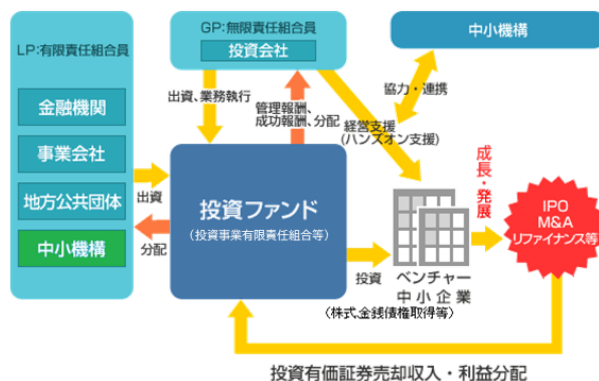 LP:有限責任組合員
金融機関
事業会社
地方公共団体
中小機構
GP:無限責任組合員
投資会社
中小機構
出資、業務執行
管理報酬、
成功報酬、分配
経営支援
(ハンズオン支援)
協力・連携
出資
分配
投資ファンド
(投資事業有限責任組合等)
投資
ベンチャー
中小企業
(株式、金銭債権取得等)
成長・発展
IPO
M&A
リファイナンス等
投資有価証券売却収入・利益分配